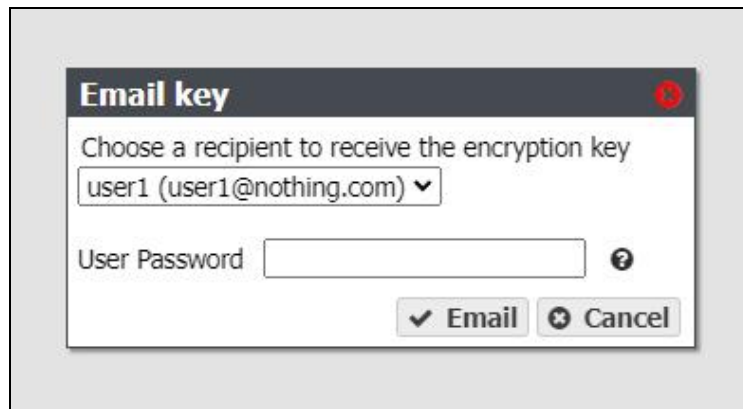 Email key
Choose a recipient to receive the encryption key
user1 (user1@nothing.com)
User Password
Email Cancel